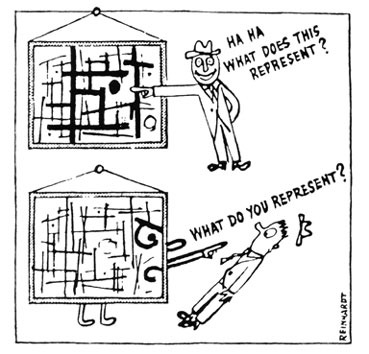 HA HA
WHAT DOES THIS
REPRESENT?
WHAT DO YOU REPRESENT?
REINHARDT